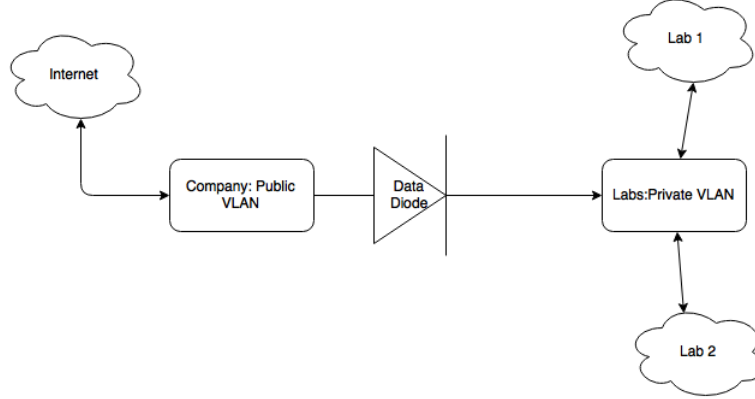 Lab 1
Internet
Company: Public
VLAN
Data
Diode
Labs:Private VLAN
Lab 2